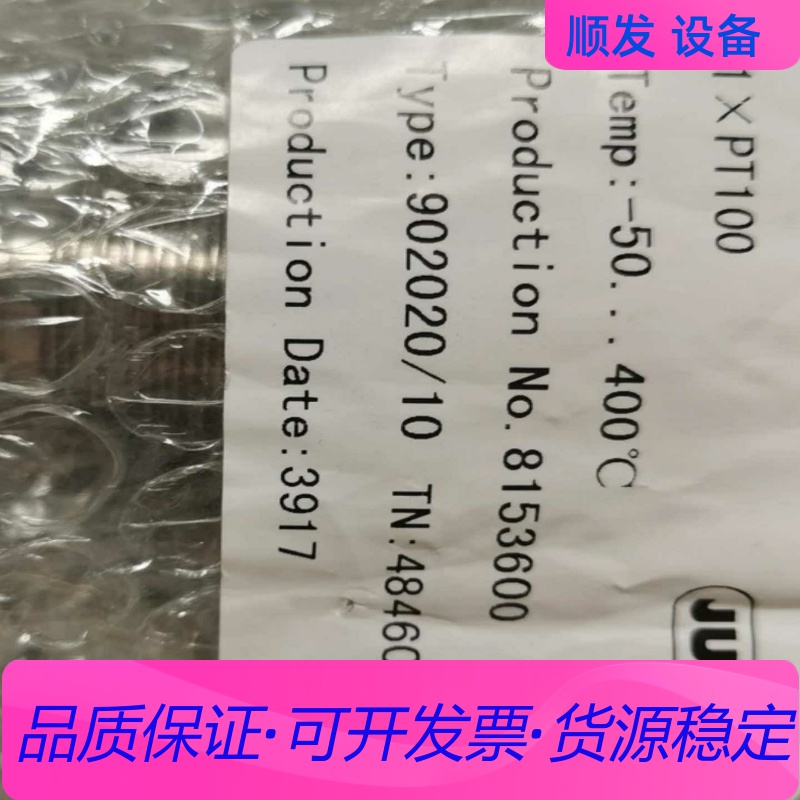 顺发 设备
1×PT100
Temp:-50...400℃
Production No.8153600
Type:902020/10 TN:4846
Production Date:3917
JU
品质保证·可开发票·货源稳定